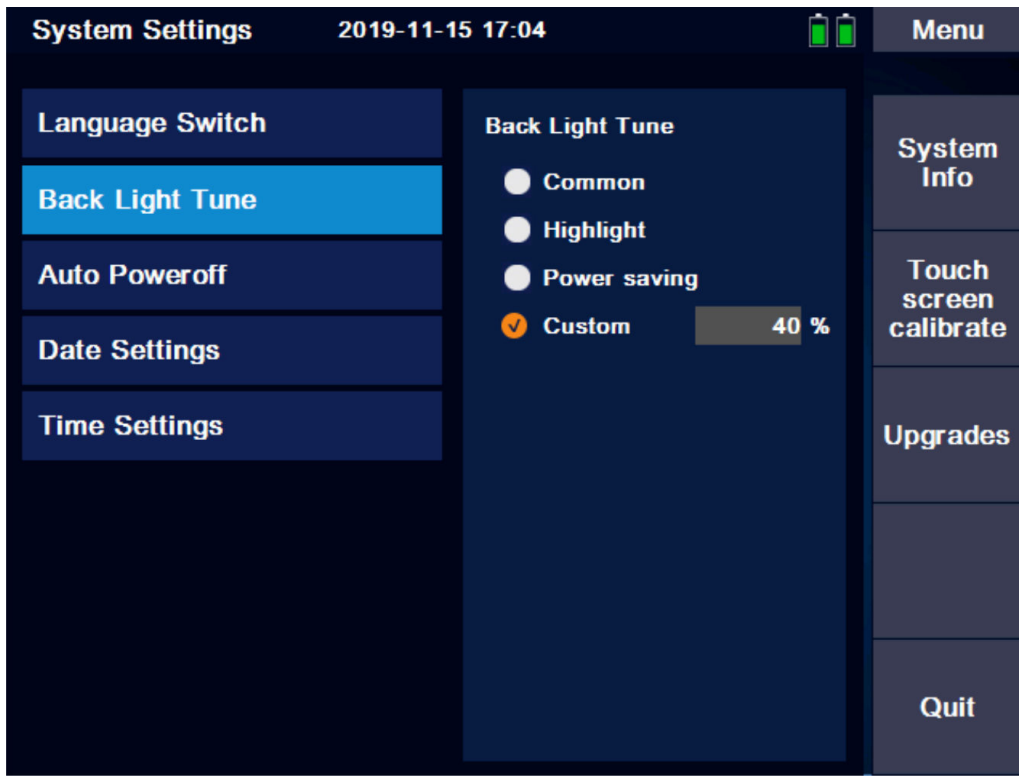 System Settings 2019-11-15 17:04 Menu
Language Switch
Back Light Tune
Auto Poweroff
Date Settings
Time Settings
Back Light Tune
Common
Highlight
Power saving
Custom 40 %
System
Info
Touch
screen
calibrate
Upgrades
Quit